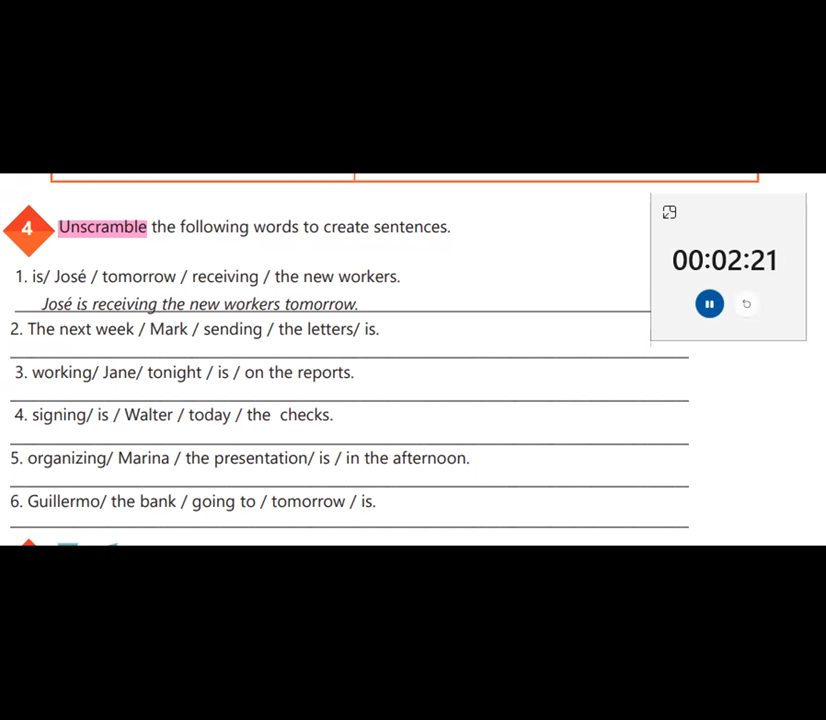 4 Unscramble the following words to create sentences.
00:02:21
1. is/ José / tomorrow / receiving / the new workers.
José is receiving the new workers tomorrow.
2. The next week / Mark / sending / the letters/ is.
3. working/ Jane/ tonight / is / on the reports.
4. signing/ is / Walter / today / the checks.
5. organizing/ Marina / the presentation/ is / in the afternoon.
6. Guillermo/ the bank / going to / tomorrow / is.